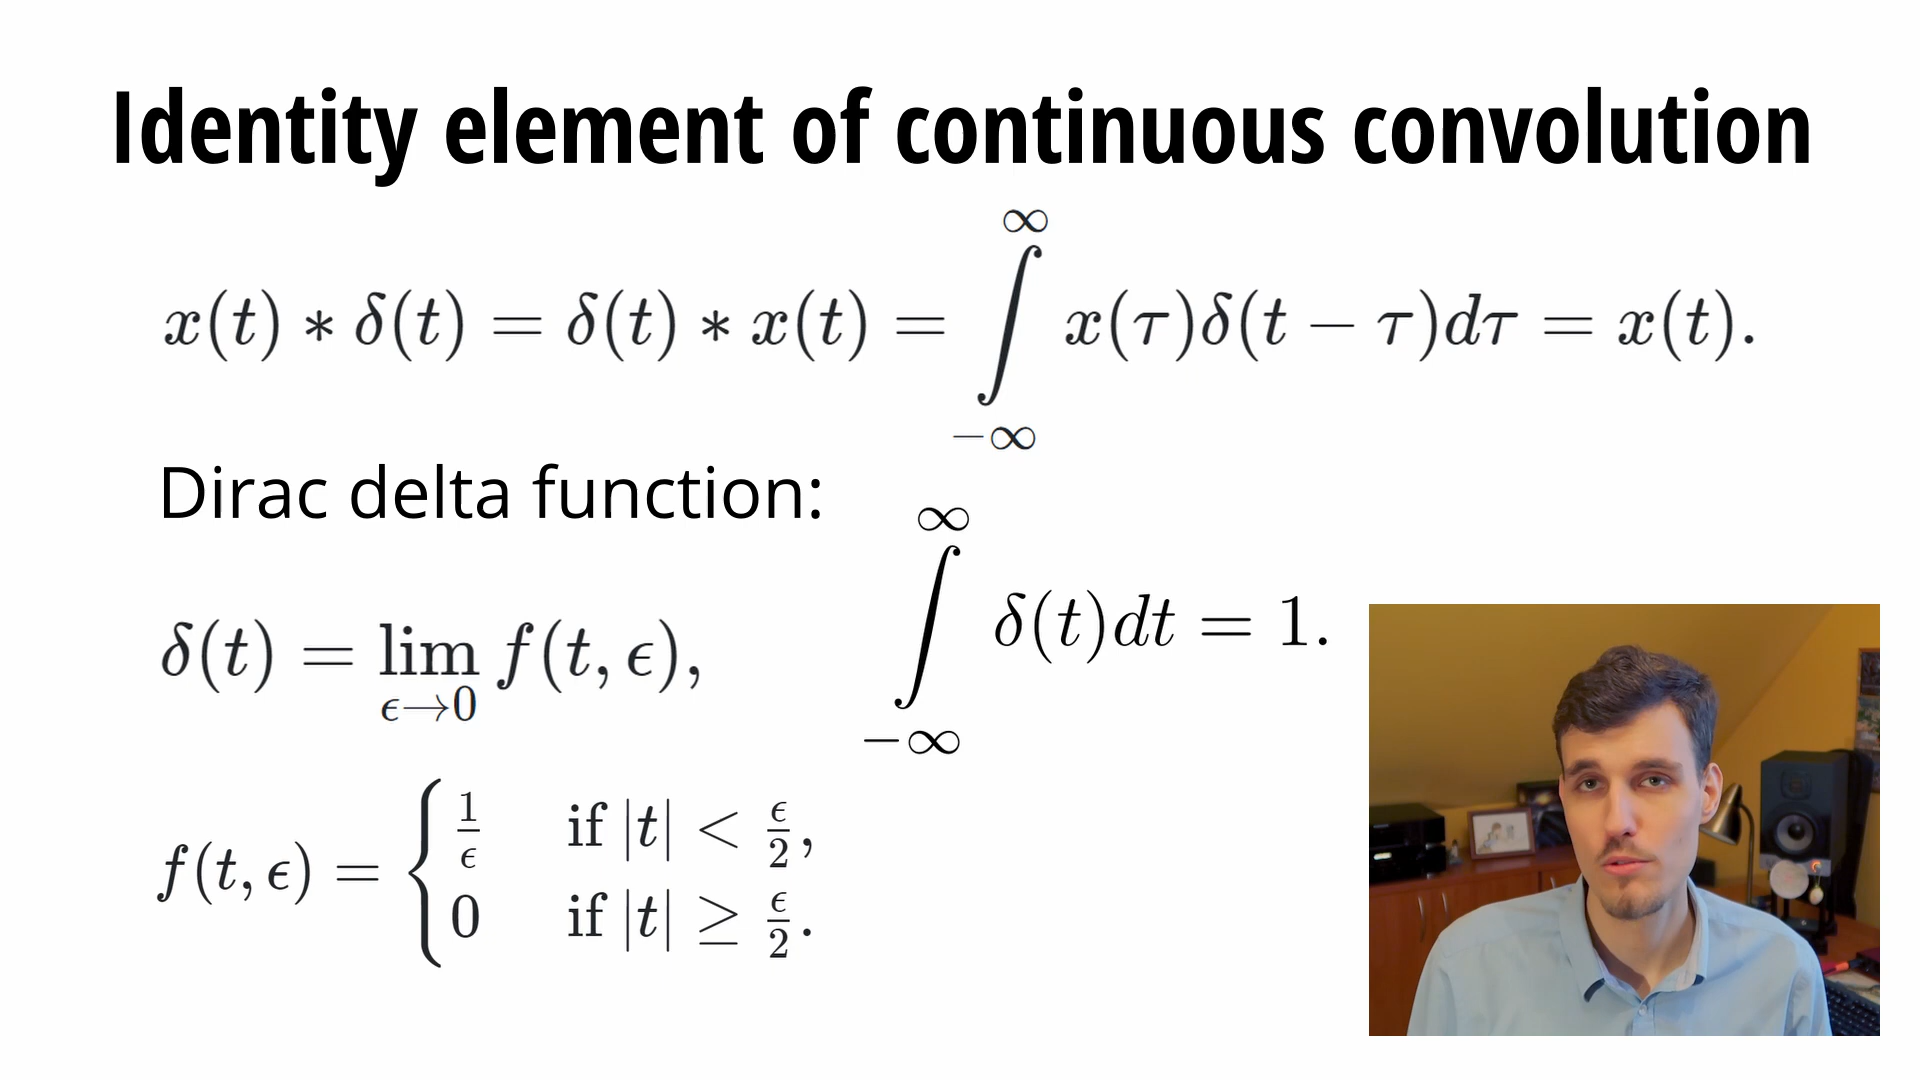 Identity element of continuous convolution
x(t) ∗ δ(t) = δ(t) ∗ x(t) = ∫_{−∞}^{∞} x(τ)δ(t − τ)dτ = x(t).
Dirac delta function:
δ(t) = lim_{ϵ→0} f(t, ϵ),
∫_{−∞}^{∞} δ(t)dt = 1.
f(t, ϵ) = { 1/ϵ if |t| < ϵ/2,
0 if |t| ≥ ϵ/2.